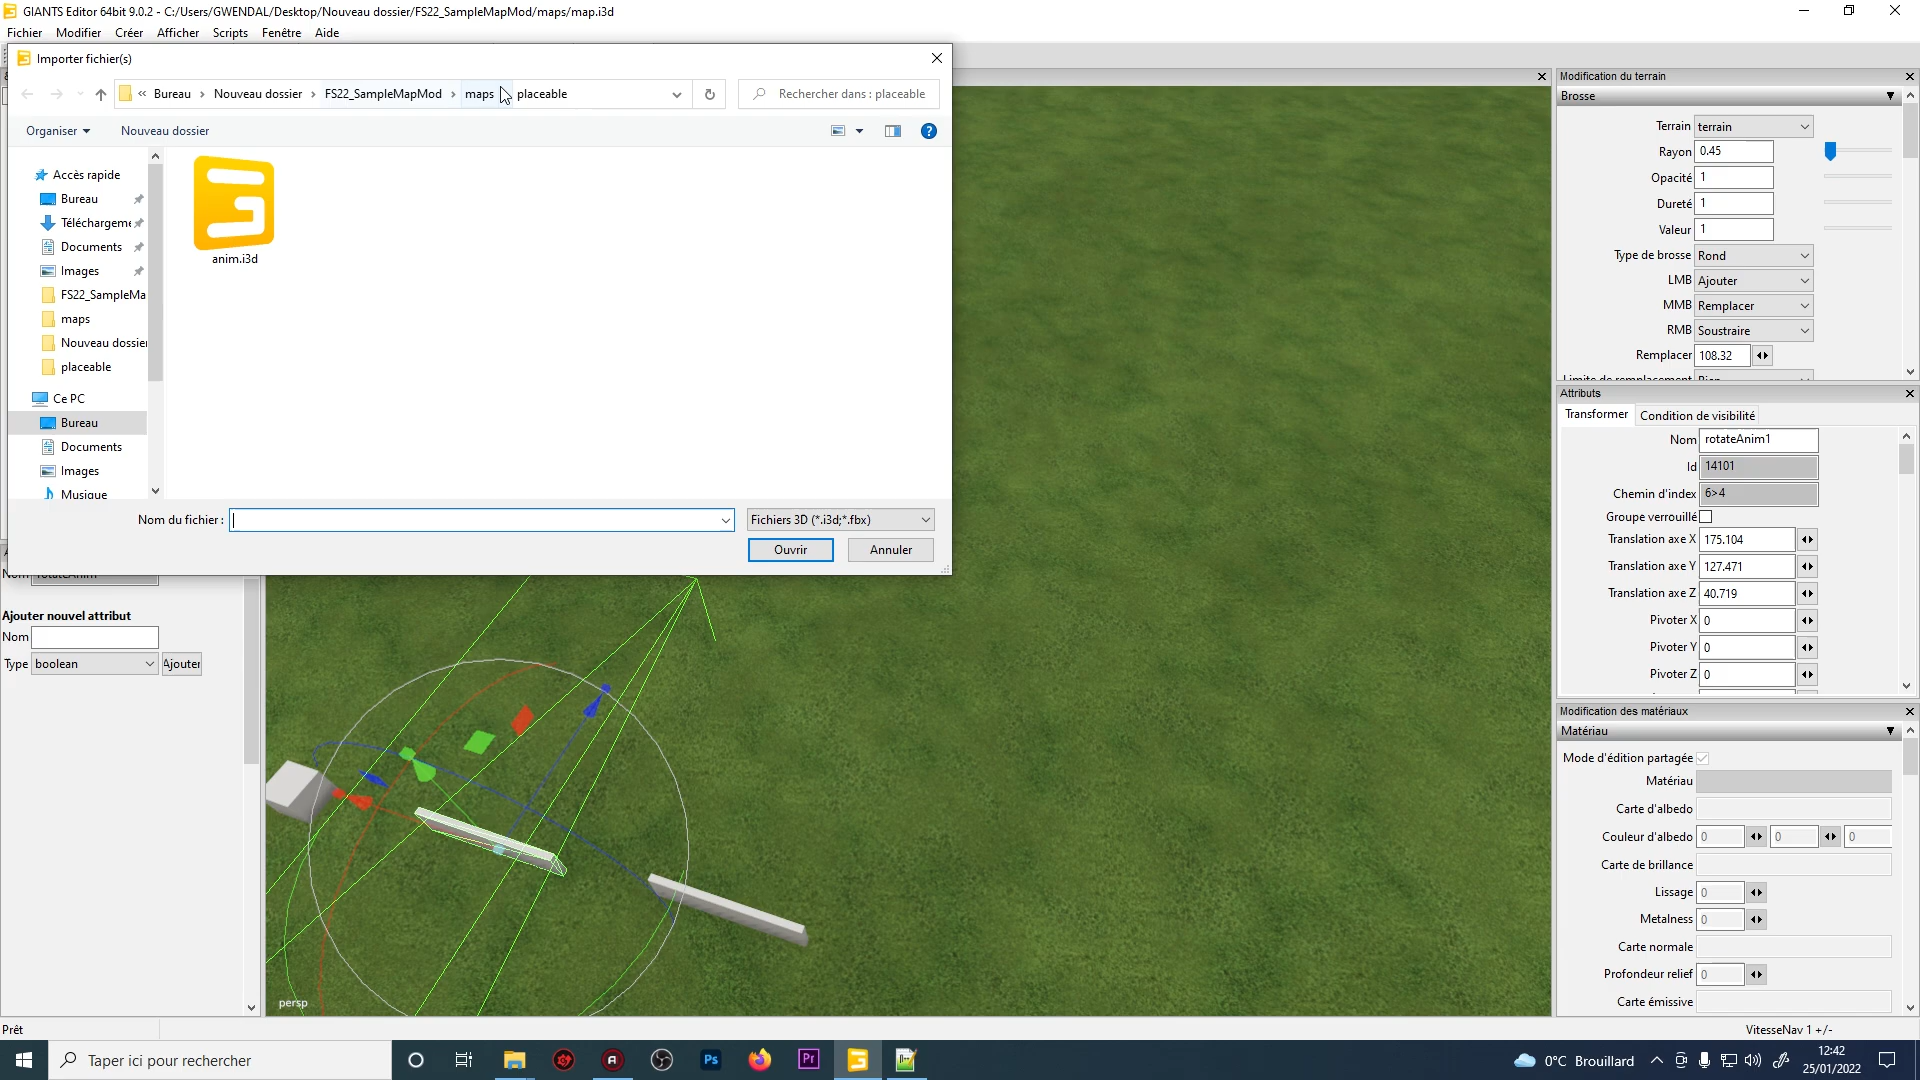 GIANTS Editor 64bit 9.0.2 - C:/Users/GWENDAL/Desktop/Nouveau dossier/FS22_SampleMapMod/maps/map.i3d
Fichier Modifier Créer Afficher Scripts Fenêtre Aide
Importer fichier(s)
« Bureau › Nouveau dossier › FS22_SampleMapMod › maps placeable
Rechercher dans : placeable
Organiser Nouveau dossier
Accès rapide
Bureau
Téléchargeme
Documents
Images
FS22_SampleMa
maps
Nouveau dossier
placeable
Ce PC
Bureau
Documents
Images
Musique
anim.i3d
Nom du fichier :
Fichiers 3D (*.i3d;*.fbx)
Ouvrir Annuler
Ajouter nouvel attribut
Nom
Type boolean Ajouter
persp
Modification du terrain
Brosse
Terrain terrain
Rayon 0.45
Opacité 1
Dureté 1
Valeur 1
Type de brosse Rond
LMB Ajouter
MMB Remplacer
RMB Soustraire
Remplacer 108.32
Limite de remplacement Rien
Attributs
Transformer Condition de visibilité
Nom rotateAnim1
Id 14101
Chemin d'index 6>4
Groupe verrouillé
Translation axe X 175.104
Translation axe Y 127.471
Translation axe Z 40.719
Pivoter X 0
Pivoter Y 0
Pivoter Z 0
Modification des matériaux
Matériau
Mode d'édition partagée
Matériau
Carte d'albedo
Couleur d'albedo 0 0 0
Carte de brillance
Lissage 0
Metalness 0
Carte normale
Profondeur relief 0
Carte émissive
Prêt
VitesseNav 1 +/-
Taper ici pour rechercher
Ps
Pr
0°C Brouillard
12:42
25/01/2022